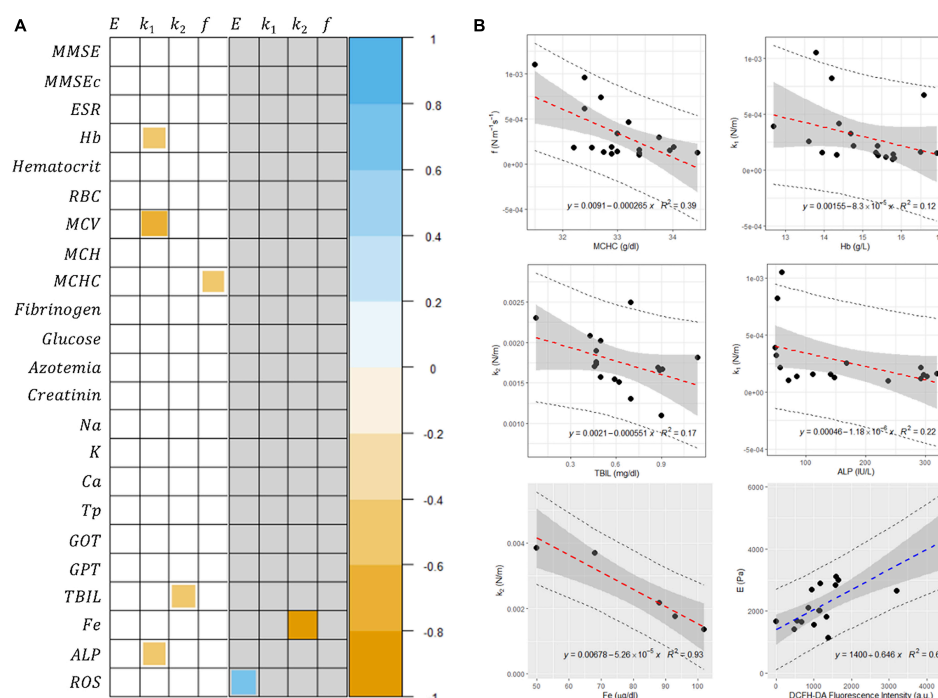 A
E k₁ k₂ f E k₁ k₂ f
MMSE
MMSEc
ESR
Hb
Hematocrit
RBC
MCV
MCH
MCHC
Fibrinogen
Glucose
Azotemia
Creatinin
Na
K
Ca
Tp
GOT
GPT
TBIL
Fe
ALP
ROS
1
0.8
0.6
0.4
0.2
0
-0.2
-0.4
-0.6
-0.8
-1
B
f (N m⁻¹ s⁻¹)
1e-03
5e-04
0e+00
-5e-04
y = 0.0091−0.000265 x R² = 0.39
32 33 34
MCHC (g/dl)
k₁ (N/m)
1e-03
5e-04
0e+00
-5e-04
y = 0.00155−8.3×10⁻⁵ x R² = 0.12
13 14 15 16
Hb (g/L)
k₂ (N/m)
0.0025
0.0020
0.0015
0.0010
y = 0.0021−0.000551 x R² = 0.17
0.3 0.6 0.9
TBIL (mg/dl)
k₁ (N/m)
1e-03
5e-04
0e+00
-5e-04
y = 0.00046−1.18×10⁻⁶ x R² = 0.22
100 200 300
ALP (IU/L)
k₂ (N/m)
0.004
0.002
0.000
y = 0.00678−5.26×10⁻⁵ x R² = 0.93
50 60 70 80 90 100
Fe (µg/dl)
E (Pa)
6000
4000
2000
0
y = 1400+0.646 x R² = 0.6
0 1000 2000 3000 4000
DCFH-DA Fluorescence Intensity (a.u.)